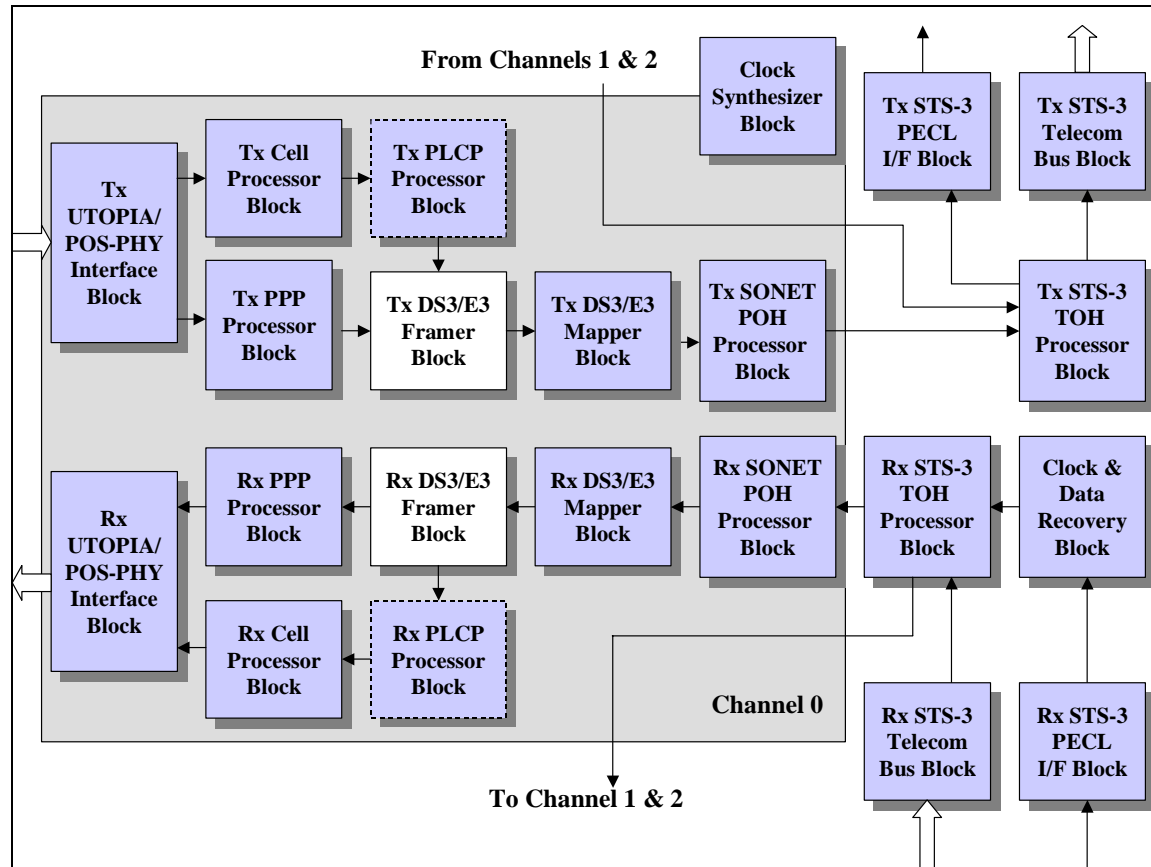 From Channels 1 & 2
Clock
Synthesizer
Block
Tx STS-3
PECL
I/F Block
Tx STS-3
Telecom
Bus Block
Tx
UTOPIA/
POS-PHY
Interface
Block
Tx Cell
Processor
Block
Tx PLCP
Processor
Block
Tx PPP
Processor
Block
Tx DS3/E3
Framer
Block
Tx DS3/E3
Mapper
Block
Tx SONET
POH
Processor
Block
Tx STS-3
TOH
Processor
Block
Rx
UTOPIA/
POS-PHY
Interface
Block
Rx PPP
Processor
Block
Rx DS3/E3
Framer
Block
Rx DS3/E3
Mapper
Block
Rx SONET
POH
Processor
Block
Rx STS-3
TOH
Processor
Block
Clock &
Data
Recovery
Block
Rx Cell
Processor
Block
Rx PLCP
Processor
Block
Channel 0
Rx STS-3
Telecom
Bus Block
Rx STS-3
PECL
I/F Block
To Channel 1 & 2